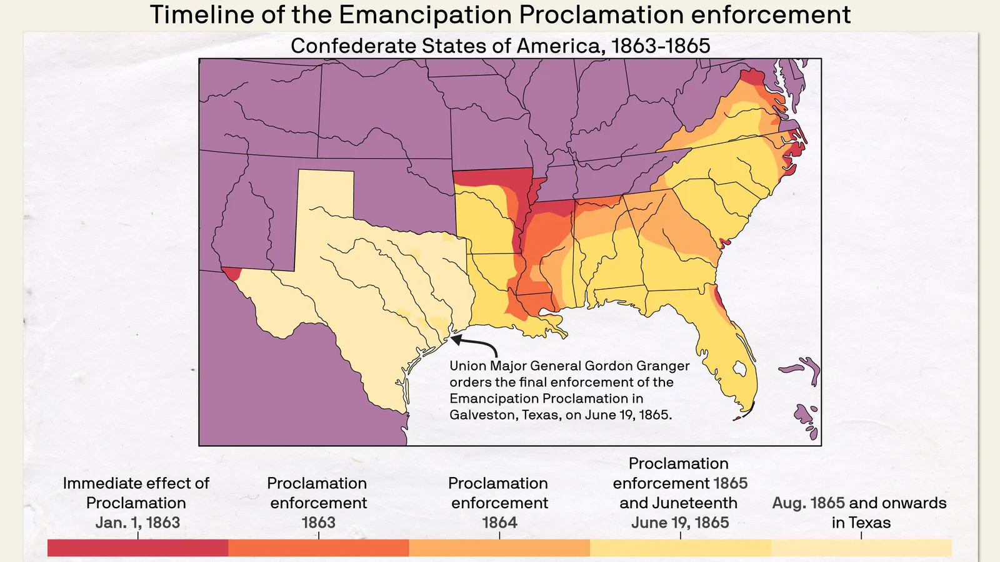 Timeline of the Emancipation Proclamation enforcement
Confederate States of America, 1863-1865
Union Major General Gordon Granger
orders the final enforcement of the
Emancipation Proclamation in
Galveston, Texas, on June 19, 1865.
Immediate effect of
Proclamation
Jan. 1, 1863
Proclamation
enforcement
1863
Proclamation
enforcement
1864
Proclamation
enforcement 1865
and Juneteenth
June 19, 1865
Aug. 1865 and onwards
in Texas